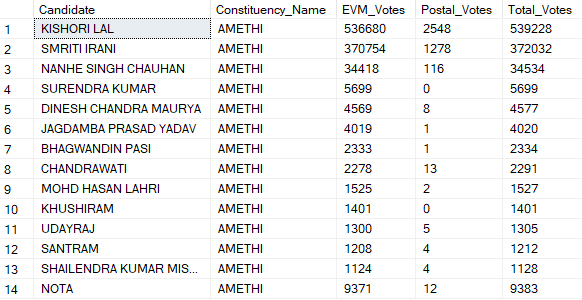 Candidate Constituency_Name EVM_Votes Postal_Votes Total_Votes
1 KISHORI LAL AMETHI 536680 2548 539228
2 SMRITI IRANI AMETHI 370754 1278 372032
3 NANHE SINGH CHAUHAN AMETHI 34418 116 34534
4 SURENDRA KUMAR AMETHI 5699 0 5699
5 DINESH CHANDRA MAURYA AMETHI 4569 8 4577
6 JAGDAMBA PRASAD YADAV AMETHI 4019 1 4020
7 BHAGWANDIN PASI AMETHI 2333 1 2334
8 CHANDRAWATI AMETHI 2278 13 2291
9 MOHD HASAN LAHRI AMETHI 1525 2 1527
10 KHUSHIRAM AMETHI 1401 0 1401
11 UDAYRAJ AMETHI 1300 5 1305
12 SANTRAM AMETHI 1208 4 1212
13 SHAILENDRA KUMAR MIS... AMETHI 1124 4 1128
14 NOTA AMETHI 9371 12 9383